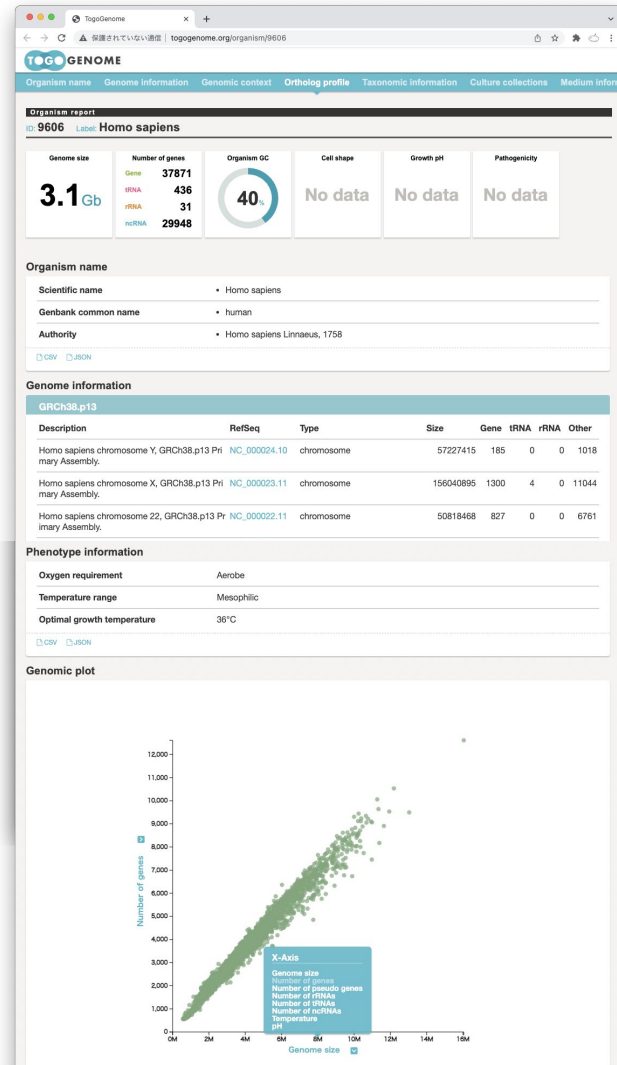 TogoGenome
保護されていない通信 | togogenome.org/organism/9606
TOGO GENOME
Organism name Genome information Genomic context Ortholog profile Taxonomic information Culture collections Medium infor
Organism report
ID: 9606 Label: Homo sapiens
Genome size
3.1 Gb
Number of genes
Gene 37871
tRNA 436
rRNA 31
ncRNA 29948
Organism GC
40%
Cell shape
No data
Growth pH
No data
Pathogenicity
No data
Organism name
Scientific name • Homo sapiens
Genbank common name • human
Authority • Homo sapiens Linnaeus, 1758
CSV JSON
Genome information
GRCh38.p13
Description RefSeq Type Size Gene tRNA rRNA Other
Homo sapiens chromosome Y, GRCh38.p13 Pri NC_000024.10 chromosome 57227415 185 0 0 1018
mary Assembly.
Homo sapiens chromosome X, GRCh38.p13 Pri NC_000023.11 chromosome 156040895 1300 4 0 11044
mary Assembly.
Homo sapiens chromosome 22, GRCh38.p13 Pr NC_000022.11 chromosome 50818468 827 0 0 6761
imary Assembly.
Phenotype information
Oxygen requirement Aerobe
Temperature range Mesophilic
Optimal growth temperature 36°C
CSV JSON
Genomic plot
12,000
11,000
10,000
9,000
8,000
7,000
6,000
5,000
4,000
3,000
2,000
1,000
0
Number of genes
X-Axis
Genome size
Number of genes
Number of pseudo genes
Number of rRNAs
Number of tRNAs
Number of ncRNAs
Temperature
pH
0M 2M 4M 6M 8M 10M 12M 14M 16M
Genome size